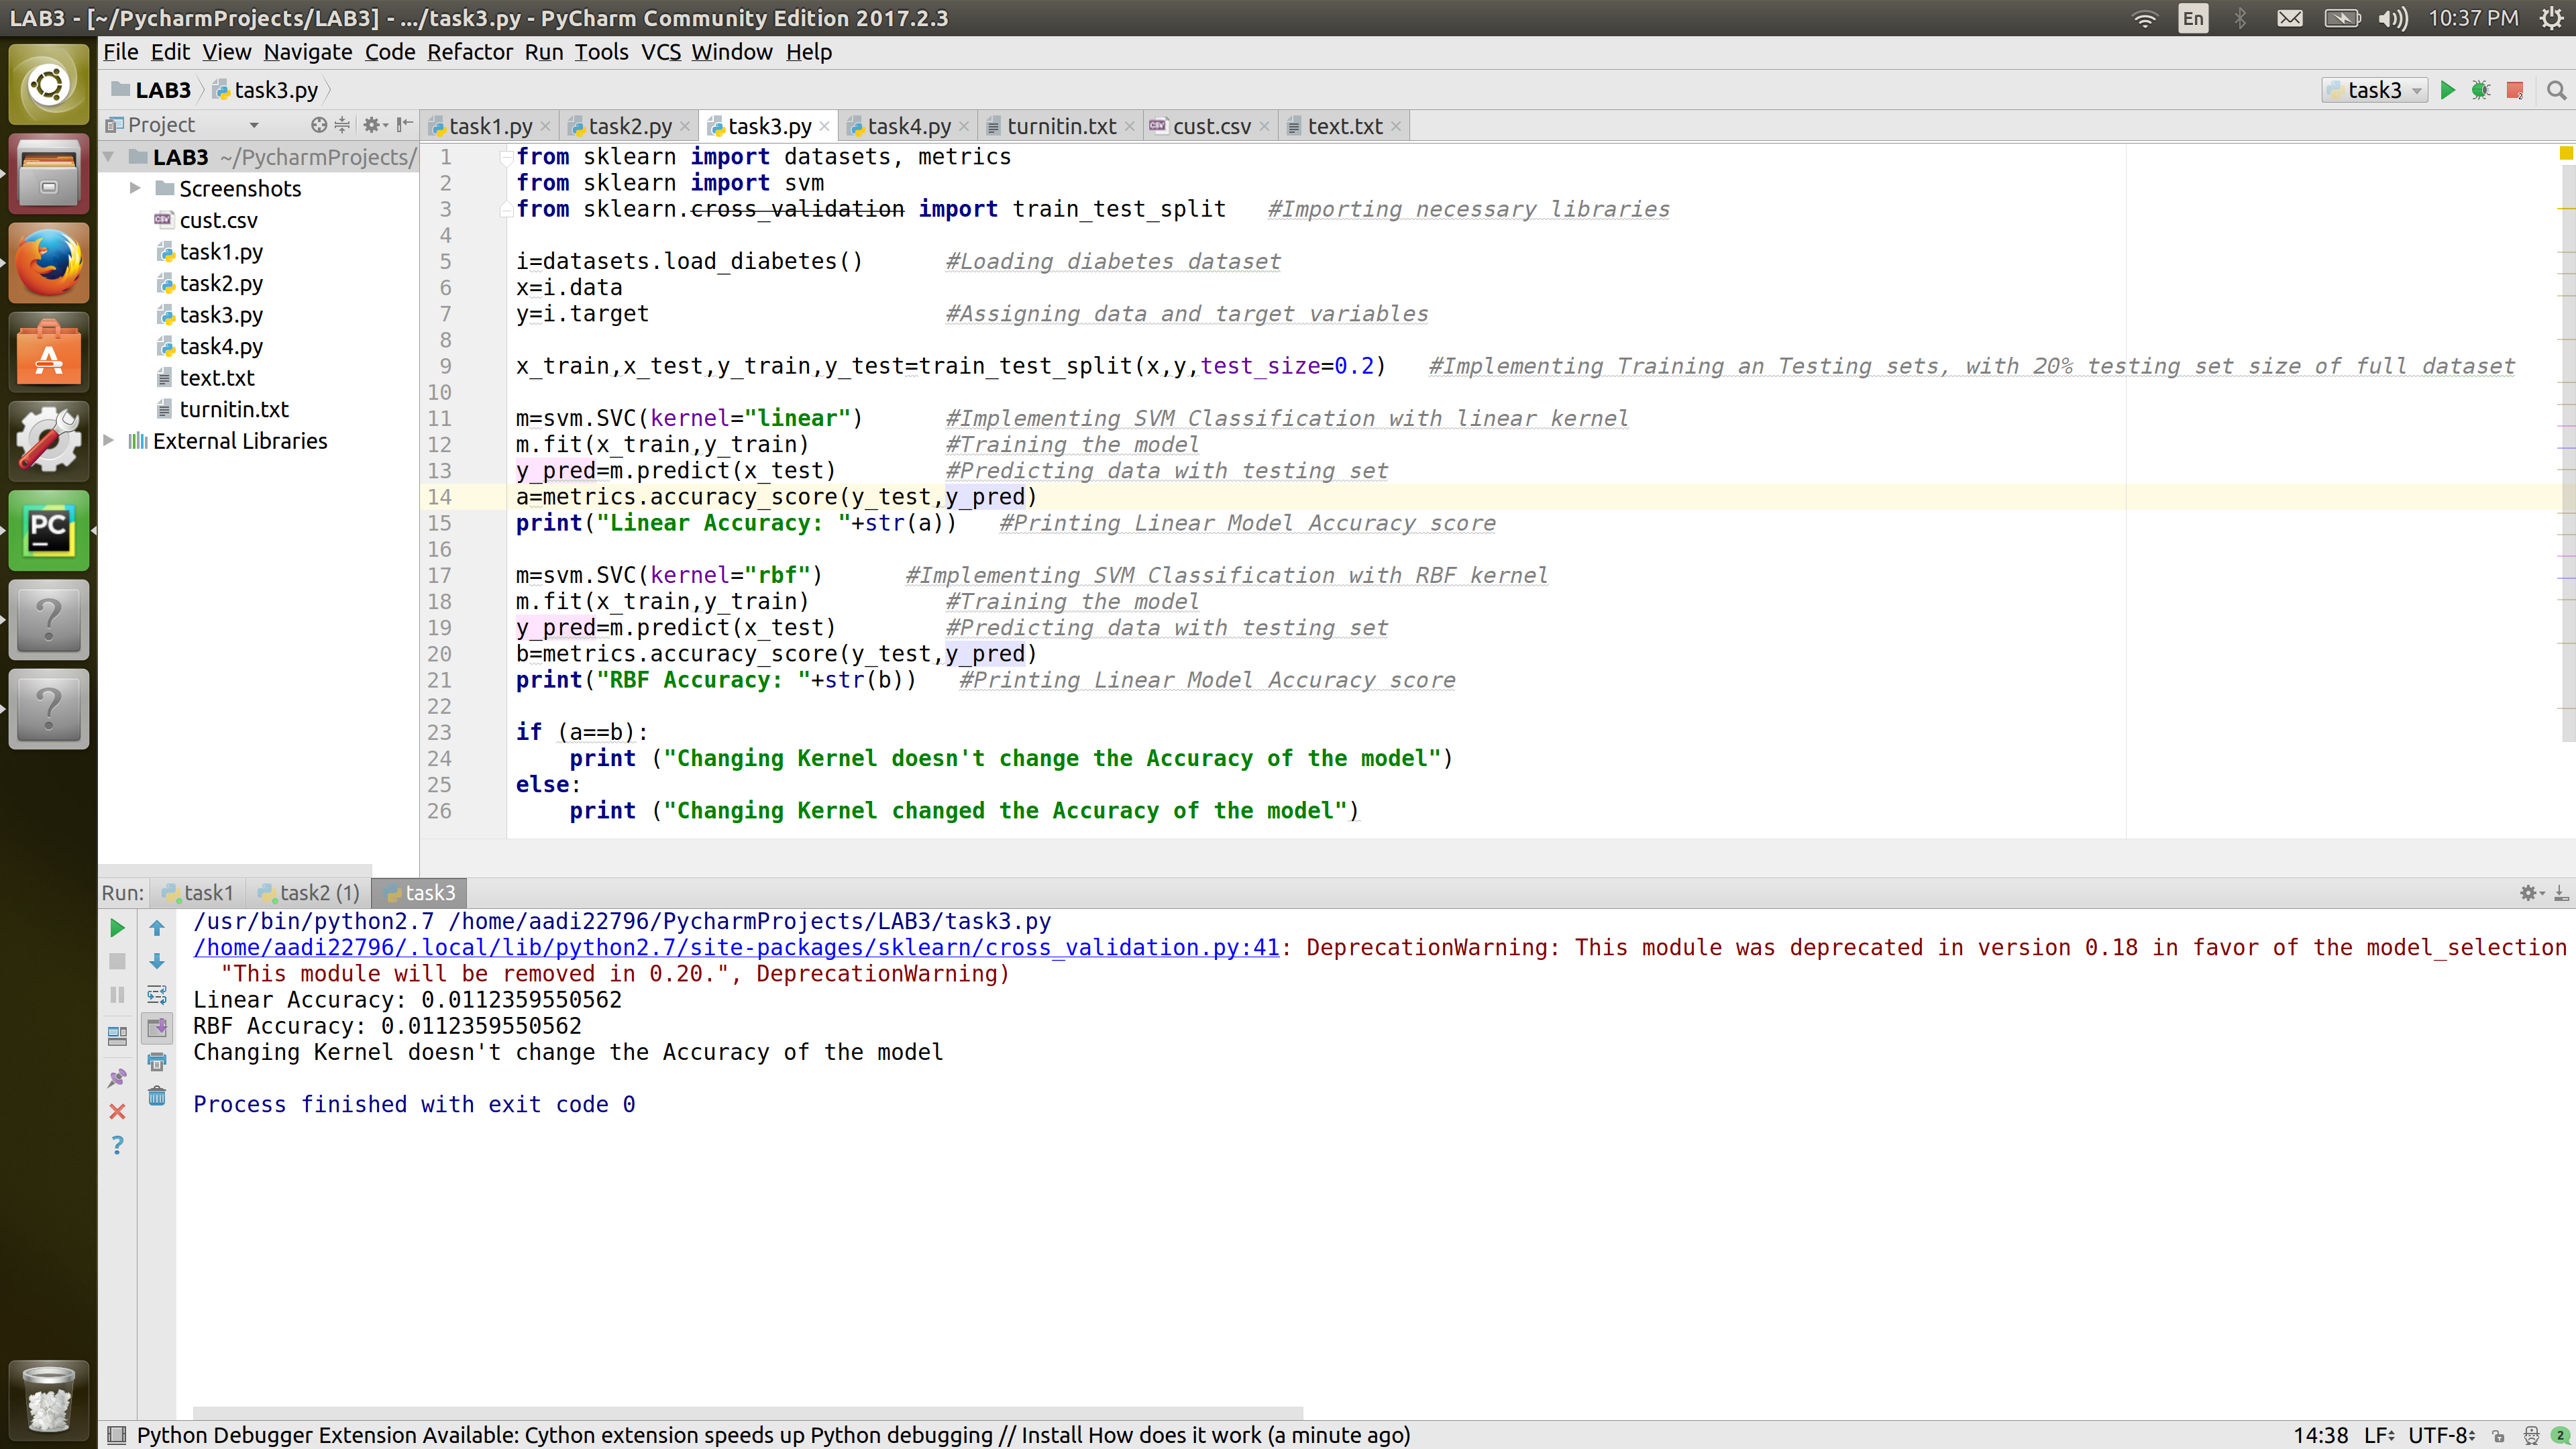 LAB3 - [~/PycharmProjects/LAB3] - .../task3.py - PyCharm Community Edition 2017.2.3
En
10:37 PM
File Edit View Navigate Code Refactor Run Tools VCS Window Help
LAB3 task3.py
task3
Project
task1.py
task2.py
task3.py
task4.py
turnitin.txt
cust.csv
text.txt
LAB3 ~/PycharmProjects/
Screenshots
cust.csv
task1.py
task2.py
task3.py
task4.py
text.txt
turnitin.txt
External Libraries
1 from sklearn import datasets, metrics
2 from sklearn import svm
3 from sklearn.cross_validation import train_test_split   #Importing necessary libraries
4
5 i=datasets.load_diabetes()      #Loading diabetes dataset
6 x=i.data
7 y=i.target                      #Assigning data and target variables
8
9 x_train,x_test,y_train,y_test=train_test_split(x,y,test_size=0.2)   #Implementing Training an Testing sets, with 20% testing set size of full dataset
10
11 m=svm.SVC(kernel="linear")      #Implementing SVM Classification with linear kernel
12 m.fit(x_train,y_train)          #Training the model
13 y_pred=m.predict(x_test)        #Predicting data with testing set
14 a=metrics.accuracy_score(y_test,y_pred)
15 print("Linear Accuracy: "+str(a))   #Printing Linear Model Accuracy score
16
17 m=svm.SVC(kernel="rbf")      #Implementing SVM Classification with RBF kernel
18 m.fit(x_train,y_train)          #Training the model
19 y_pred=m.predict(x_test)        #Predicting data with testing set
20 b=metrics.accuracy_score(y_test,y_pred)
21 print("RBF Accuracy: "+str(b))   #Printing Linear Model Accuracy score
22
23 if (a==b):
24     print ("Changing Kernel doesn't change the Accuracy of the model")
25 else:
26     print ("Changing Kernel changed the Accuracy of the model")
Run: task1 task2 (1) task3
/usr/bin/python2.7 /home/aadi22796/PycharmProjects/LAB3/task3.py
/home/aadi22796/.local/lib/python2.7/site-packages/sklearn/cross_validation.py:41: DeprecationWarning: This module was deprecated in version 0.18 in favor of the model_selection
"This module will be removed in 0.20.", DeprecationWarning)
Linear Accuracy: 0.0112359550562
RBF Accuracy: 0.0112359550562
Changing Kernel doesn't change the Accuracy of the model
Process finished with exit code 0
Python Debugger Extension Available: Cython extension speeds up Python debugging // Install How does it work (a minute ago)
14:38 LF UTF-8 2
PC